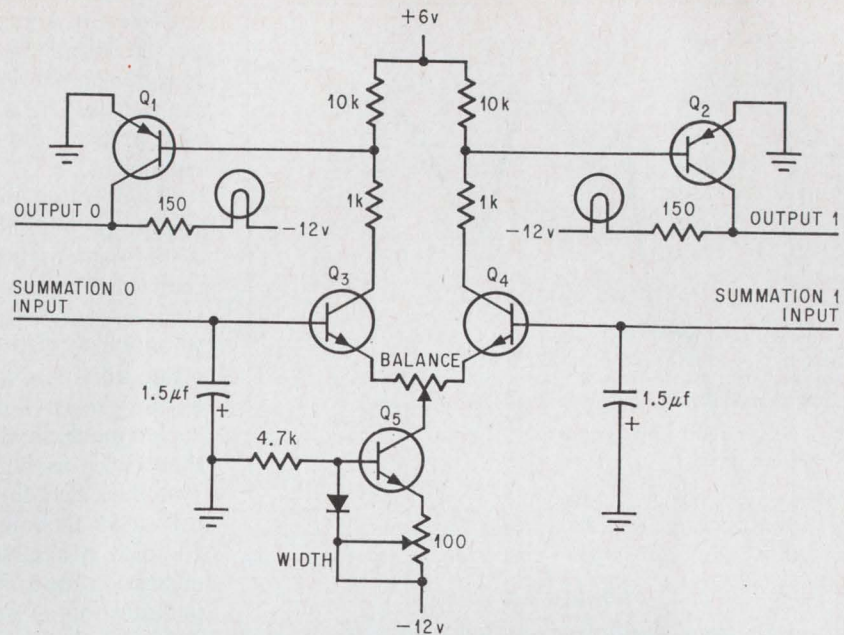 +6v
10k
10k
Q1
Q2
1k
1k
OUTPUT 0
150
−12v
−12v
150
OUTPUT 1
Q3
Q4
SUMMATION 0
INPUT
SUMMATION 1
INPUT
BALANCE
1.5μf
+
1.5μf
+
Q5
4.7k
WIDTH
100
−12v